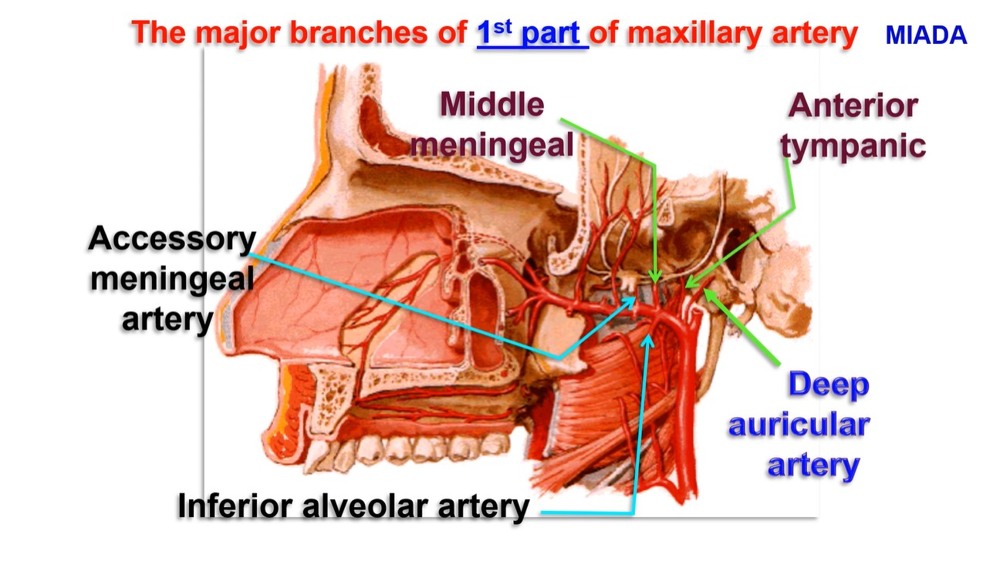 The major branches of 1st part of maxillary artery MIADA
Middle
meningeal
Anterior
tympanic
Accessory
meningeal
artery
Deep
auricular
artery
Inferior alveolar artery